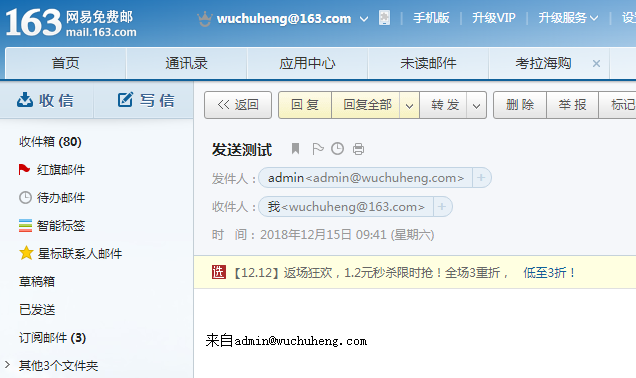 163 网易免费邮 mail.163.com wuchuheng@163.com 手机版 升级VIP 升级服务
首页 通讯录 应用中心 未读邮件 考拉海购 ×
收信 写信 << 返回 回复 回复全部 转发 删除 举报 标记
收件箱 (80)
发送测试
红旗邮件
发件人：admin<admin@wuchuheng.com> +
待办邮件
收件人：我<wuchuheng@163.com> +
智能标签
时 间：2018年12月15日 09:41 (星期六)
星标联系人邮件
选 【12.12】返场狂欢，1.2元秒杀限时抢！全场3重折， 低至3折！
草稿箱
已发送
订阅邮件 (3)
来自admin@wuchuheng.com
其他3个文件夹